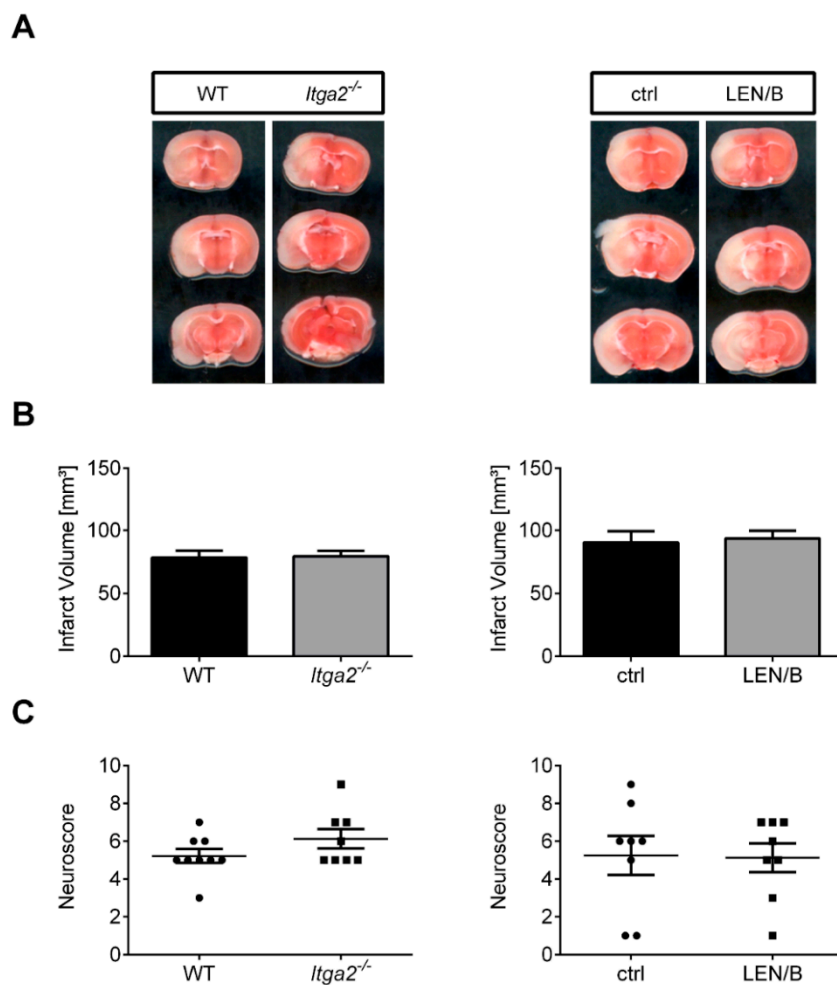 A
WT Itga2-/- ctrl LEN/B
B
Infarct Volume [mm³]
150
100
50
0
WT Itga2-/-
Infarct Volume [mm³]
150
100
50
0
ctrl LEN/B
C
Neuroscore
10
8
6
4
2
0
WT Itga2-/-
Neuroscore
10
8
6
4
2
0
ctrl LEN/B